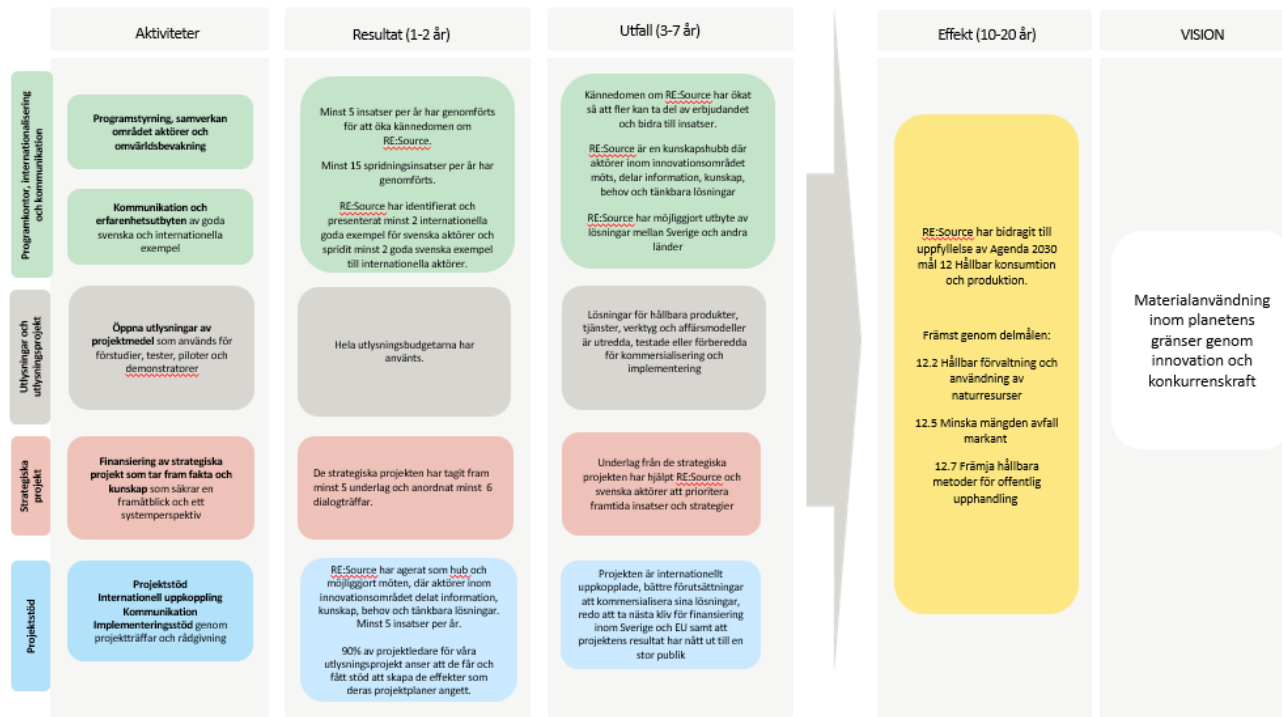 Aktiviteter
Resultat (1-2 år)
Utfall (3-7 år)
Effekt (10-20 år)
VISION
Programkontor, internationalisering
och kommunikation
Programstyrning, samverkan
området aktörer och
omvärldsbevakning
Kommunikation och
erfarenhetsutbyten av goda
svenska och internationella
exempel
Minst 5 insatser per år har genomförts
för att öka kännedomen om
RE:Source.
Minst 15 spridningsinsatser per år har
genomförts.
RE:Source har identifierat och
presenterat minst 2 internationella
goda exempel för svenska aktörer och
spridit minst 2 goda svenska exempel
till internationella aktörer.
Kännedomen om RE:Source har ökat
så att fler kan ta del av erbjudandet
och bidra till insatser.
RE:Source är en kunskapshubb där
aktörer inom innovationsområdet
möts, delar information, kunskap,
behov och tänkbara lösningar
RE:Source har möjliggjort utbyte av
lösningar mellan Sverige och andra
länder
Utlysningar och
utlysningsprojekt
Öppna utlysningar av
projektmedel som används för
förstudier, tester, piloter och
demonstratorer
Hela utlysningsbudgetarna har
använts.
Lösningar för hållbara produkter,
tjänster, verktyg och affärsmodeller
är utredda, testade eller förberedda
för kommersialisering och
implementering
Strategiska
projekt
Finansiering av strategiska
projekt som tar fram fakta och
kunskap som säkrar en
framåtblick och ett
systemperspektiv
De strategiska projekten har tagit fram
minst 5 underlag och anordnat minst 6
dialogträffar.
Underlag från de strategiska
projekten har hjälpt RE:Source och
svenska aktörer att prioritera
framtida insatser och strategier
Projektstöd
Projektstöd
Internationell uppkoppling
Kommunikation
Implementeringsstöd genom
projektträffar och rådgivning
RE:Source har agerat som hub och
möjliggjort möten, där aktörer inom
innovationsområdet delat information,
kunskap, behov och tänkbara lösningar.
Minst 5 insatser per år.
90% av projektledare för våra
utlysningsprojekt anser att de får och
fått stöd att skapa de effekter som
deras projektplaner angett.
Projekten är internationellt
uppkopplade, bättre förutsättningar
att kommersialisera sina lösningar,
redo att ta nästa kliv för finansiering
inom Sverige och EU samt att
projektens resultat har nått ut till en
stor publik
RE:Source har bidragit till
uppfyllelse av Agenda 2030
mål 12 Hållbar konsumtion
och produktion.
Främst genom delmålen:
12.2 Hållbar förvaltning och
användning av
naturresurser
12.5 Minska mängden avfall
markant
12.7 Främja hållbara
metoder för offentlig
upphandling
Materialanvändning
inom planetens
gränser genom
innovation och
konkurrenskraft